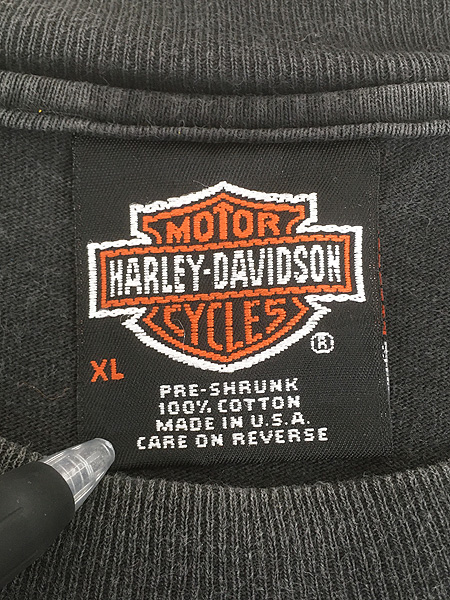 MOTOR
HARLEY-DAVIDSON
CYCLES
®
XL
PRE-SHRUNK
100% COTTON
MADE IN U.S.A.
CARE ON REVERSE